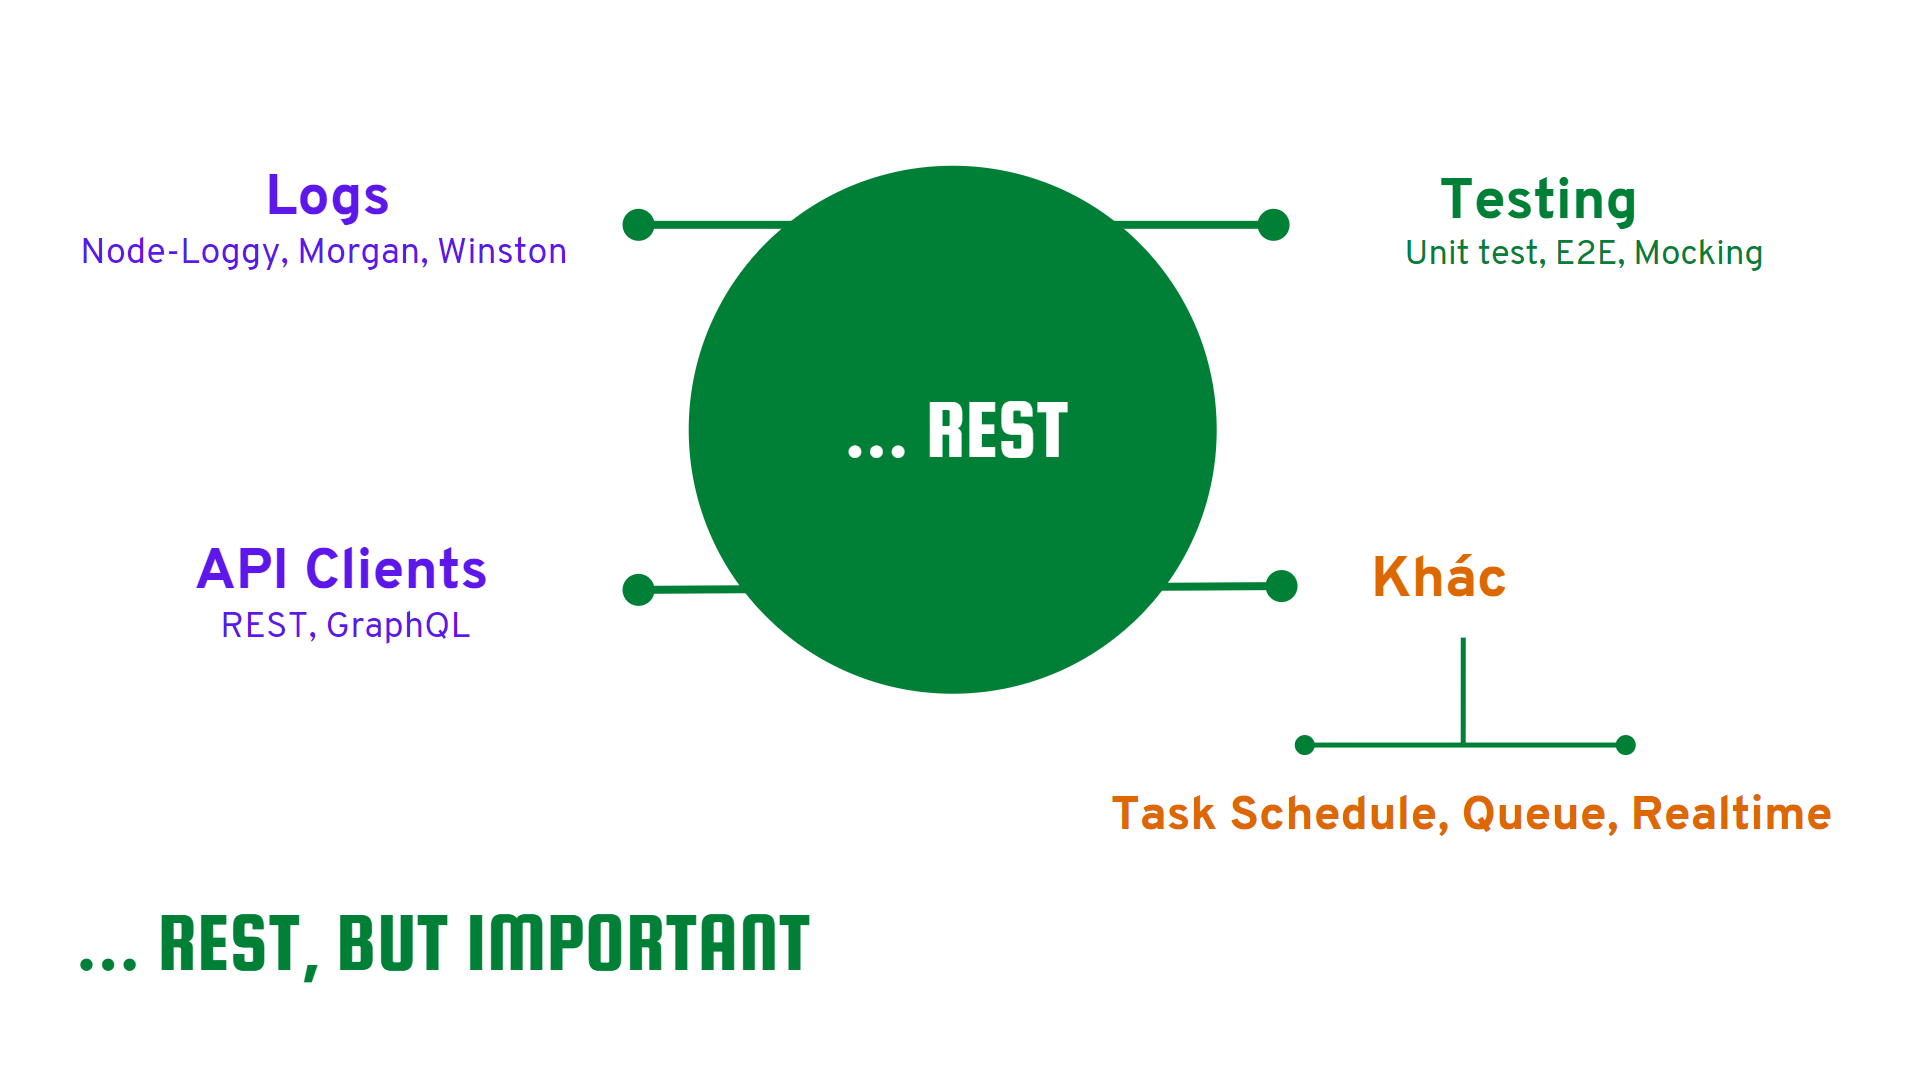 Logs
Node-Loggy, Morgan, Winston
Testing
Unit test, E2E, Mocking
... REST
API Clients
REST, GraphQL
Khác
Task Schedule, Queue, Realtime
... REST, BUT IMPORTANT